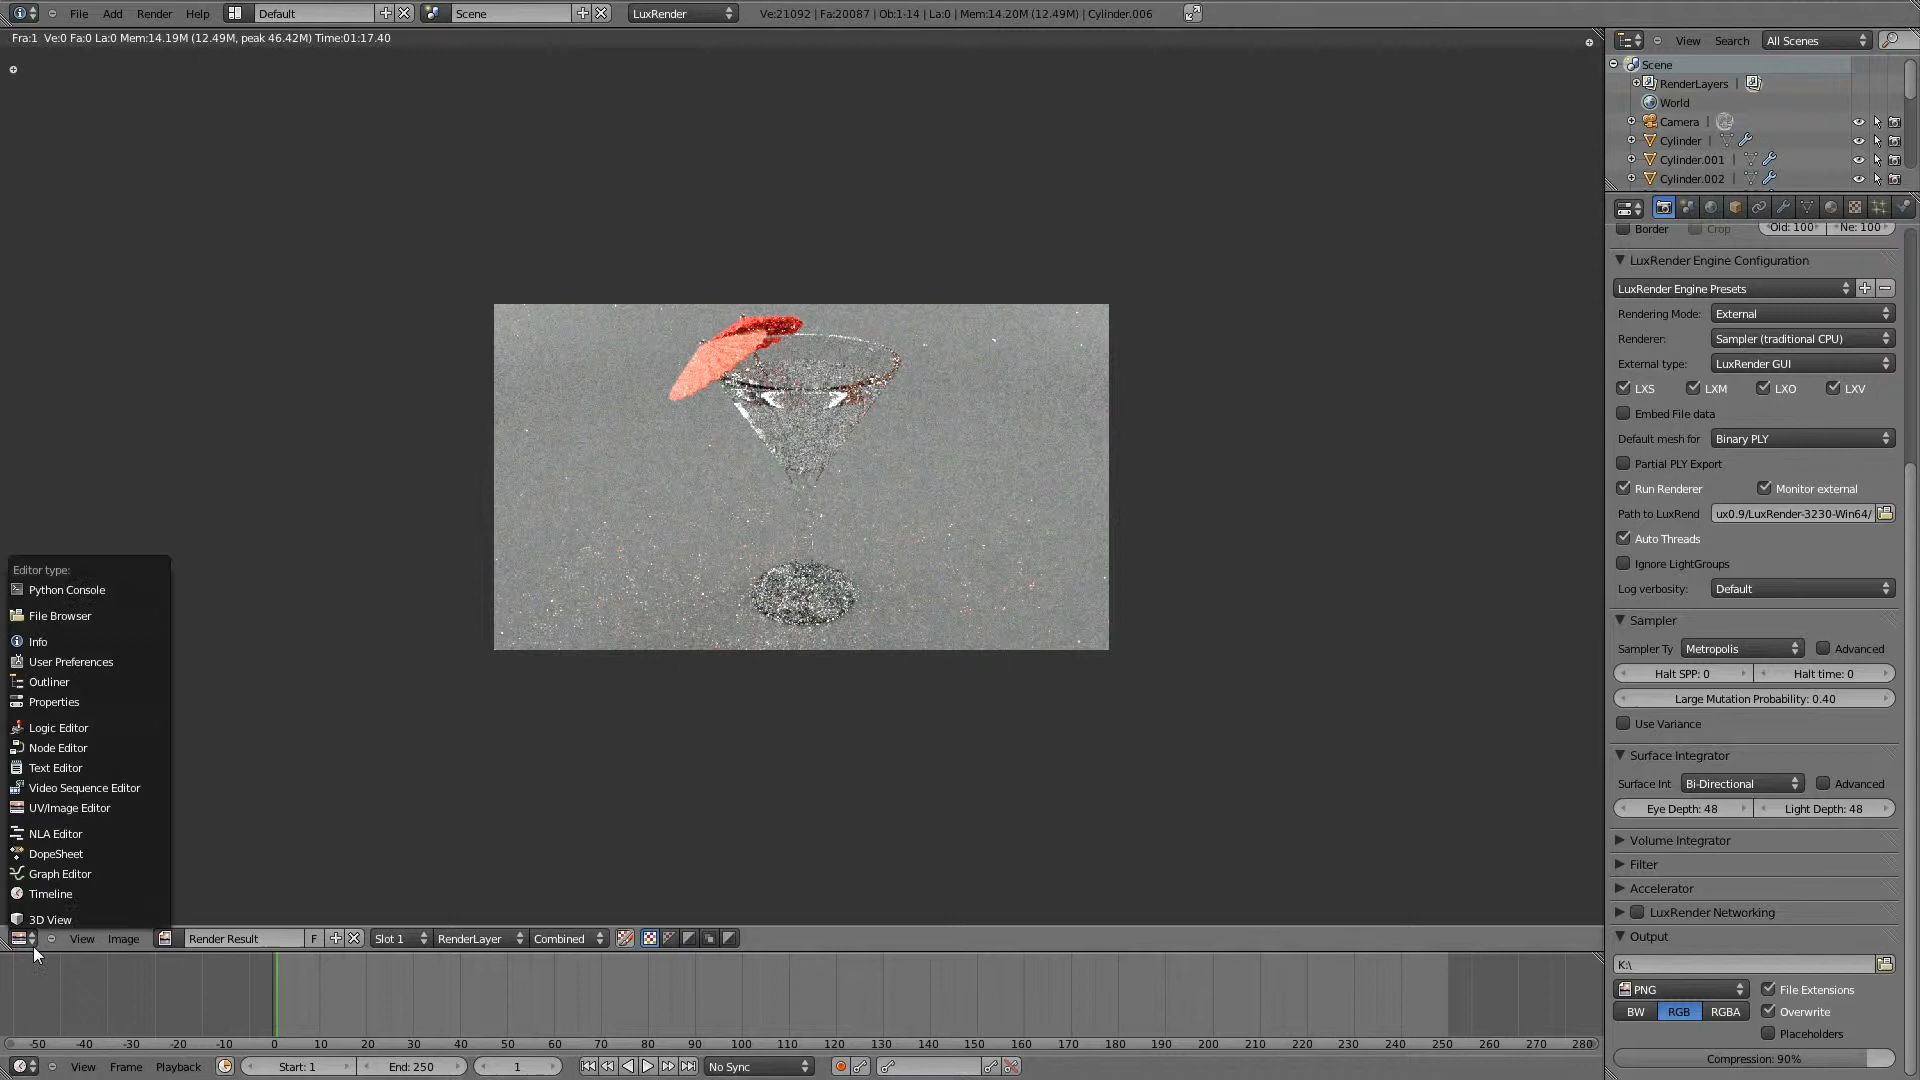 File Add Render Help Default Scene LuxRender Ve:21092 | Fa:20087 | Ob:1-14 | La:0 | Mem:14.20M (12.49M) | Cylinder.006
Fra:1 Ve:0 Fa:0 La:0 Mem:14.19M (12.49M, peak 46.42M) Time:01:17.40
View Search All Scenes
Scene
RenderLayers |
World
Camera |
Cylinder |
Cylinder.001 |
Cylinder.002 |
Border Crop Old: 100 Ne: 100
LuxRender Engine Configuration
LuxRender Engine Presets
Rendering Mode: External
Renderer: Sampler (traditional CPU)
External type: LuxRender GUI
LXS LXM LXO LXV
Embed File data
Default mesh for Binary PLY
Partial PLY Export
Run Renderer Monitor external
Path to LuxRend ux0.9/LuxRender-3230-Win64/
Auto Threads
Ignore LightGroups
Log verbosity: Default
Sampler
Sampler Ty Metropolis Advanced
Halt SPP: 0 Halt time: 0
Large Mutation Probability: 0.40
Use Variance
Surface Integrator
Surface Int Bi-Directional Advanced
Eye Depth: 48 Light Depth: 48
Volume Integrator
Filter
Accelerator
LuxRender Networking
Output
K:\
PNG File Extensions
BW RGB RGBA Overwrite
Placeholders
Compression: 90%
Editor type:
Python Console
File Browser
Info
User Preferences
Outliner
Properties
Logic Editor
Node Editor
Text Editor
Video Sequence Editor
UV/Image Editor
NLA Editor
DopeSheet
Graph Editor
Timeline
3D View
View Image Render Result F Slot 1 RenderLayer Combined
-50 -40 -30 -20 -10 0 10 20 30 40 50 60 70 80 90 100 110 120 130 140 150 160 170 180 190 200 210 220 230 240 250 260 270 280
View Frame Playback Start: 1 End: 250 1 No Sync